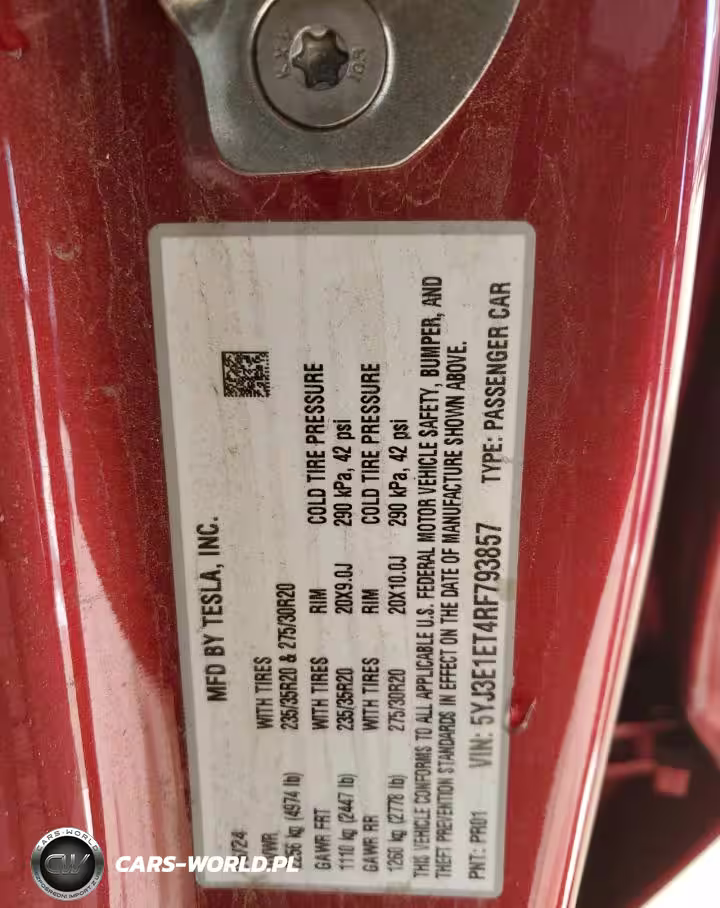 MFD BY TESLA, INC.
/24
WITH TIRES
2256 kg (4974 lb) 235/35R20 & 275/30R20
GAWR FRT WITH TIRES RIM COLD TIRE PRESSURE
1110 kg (2447 lb) 235/35R20 20X9.0J 290 kPa, 42 psi
GAWR RR WITH TIRES RIM COLD TIRE PRESSURE
1260 kg (2778 lb) 275/30R20 20X10.0J 290 kPa, 42 psi
THIS VEHICLE CONFORMS TO ALL APPLICABLE U.S. FEDERAL MOTOR VEHICLE SAFETY, BUMPER, AND
THEFT PREVENTION STANDARDS IN EFFECT ON THE DATE OF MANUFACTURE SHOWN ABOVE.
PNT: PR01 VIN: 5YJ3E1ET4RF793857 TYPE: PASSENGER CAR
CARS-WORLD
CW
CARS-WORLD.PL